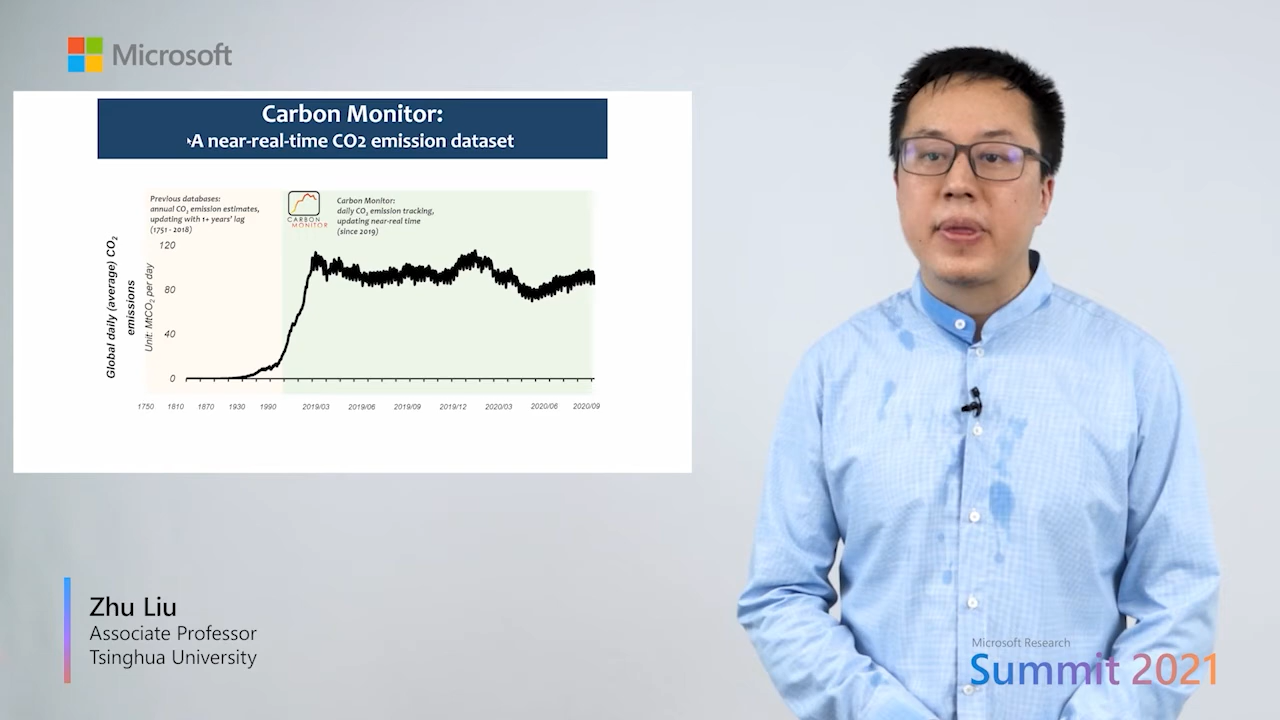 Microsoft
Carbon Monitor:
A near-real-time CO2 emission dataset
Previous databases:
annual CO₂ emission estimates,
updating with 1+ years' lag
(1751 - 2018)
CARBON
MONITOR
Carbon Monitor:
daily CO₂ emission tracking,
updating near-real time
(since 2019)
Global daily (average) CO₂
emissions
Unit: MtCO₂ per day
120
80
40
0
1750 1810 1870 1930 1990 2019/03 2019/06 2019/09 2019/12 2020/03 2020/06 2020/09
Zhu Liu
Associate Professor
Tsinghua University
Microsoft Research
Summit 2021